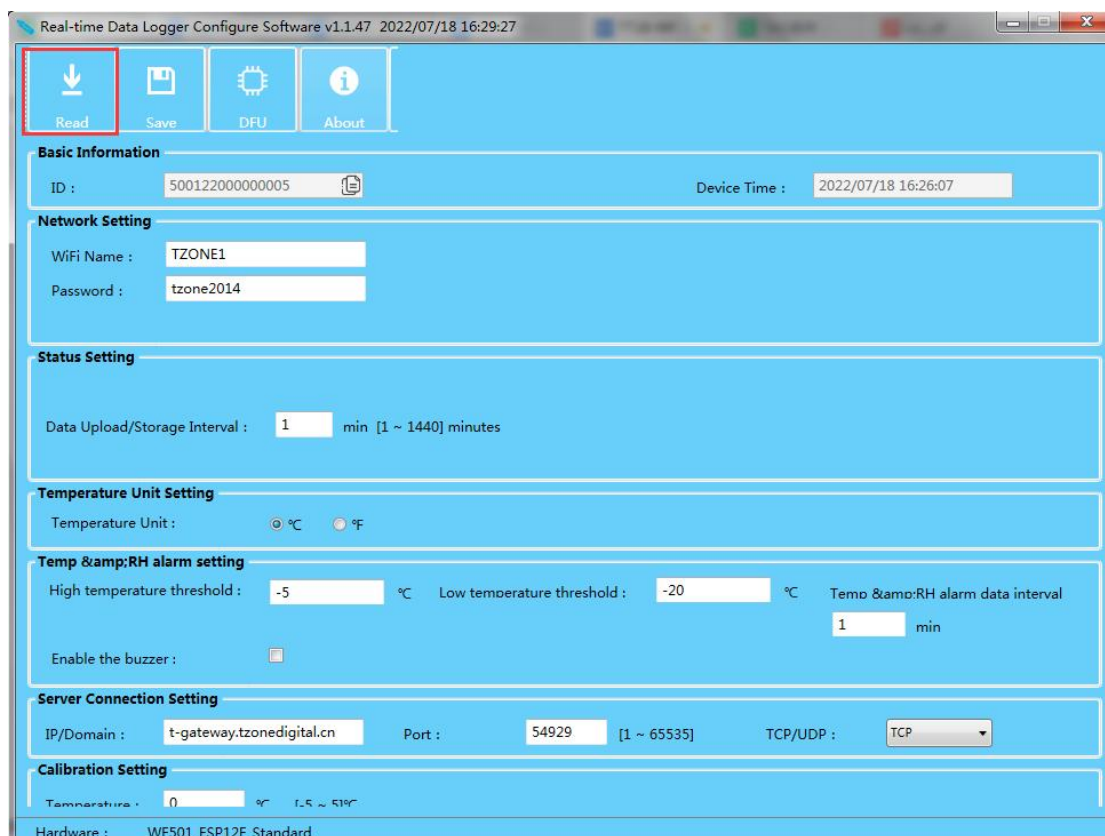 Real-time Data Logger Configure Software v1.1.47 2022/07/18 16:29:27
Read Save DFU About
Basic Information
ID : 500122000000005 Device Time : 2022/07/18 16:26:07
Network Setting
WiFi Name : TZONE1
Password : tzone2014
Status Setting
Data Upload/Storage Interval : 1 min [1 ~ 1440] minutes
Temperature Unit Setting
Temperature Unit : ℃ ℉
Temp &amp;RH alarm setting
High temperature threshold : -5 ℃ Low temperature threshold : -20 ℃ Temp &amp;RH alarm data interval
1 min
Enable the buzzer :
Server Connection Setting
IP/Domain : t-gateway.tzonedigital.cn Port : 54929 [1 ~ 65535] TCP/UDP : TCP
Calibration Setting
Temperature : 0 ℃ [-5 ~ 5]℃
Hardware : WF501_ESP12F_Standard